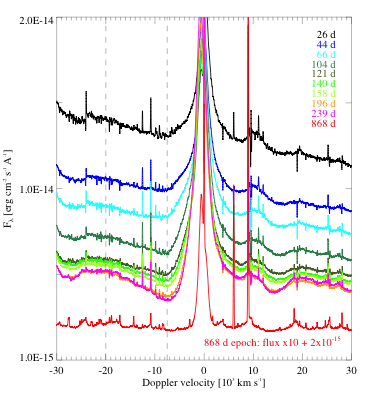 2.0E-14
26 d
44 d
66 d
104 d
121 d
140 d
158 d
196 d
239 d
868 d
1.0E-14
F_λ [erg cm⁻² s⁻¹ A⁻¹]
868 d epoch: flux x10 + 2x10⁻¹⁵
1.0E-15
-30 -20 -10 0 10 20 30
Doppler velocity [10³ km s⁻¹]